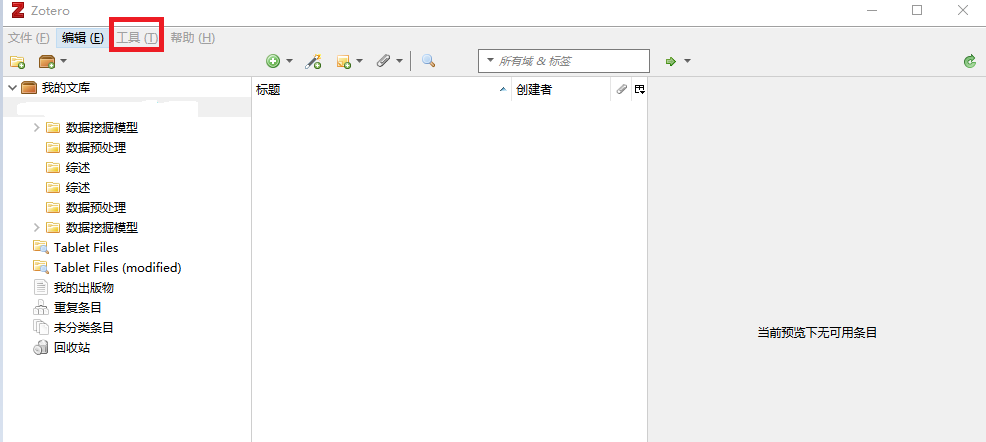 Zotero
文件 (F) 编辑 (E) 工具 (T) 帮助 (H)
所有域 & 标签
我的文库
标题 创建者
数据挖掘模型
数据预处理
综述
综述
数据预处理
数据挖掘模型
Tablet Files
Tablet Files (modified)
我的出版物
重复条目
未分类条目
回收站
当前预览下无可用条目